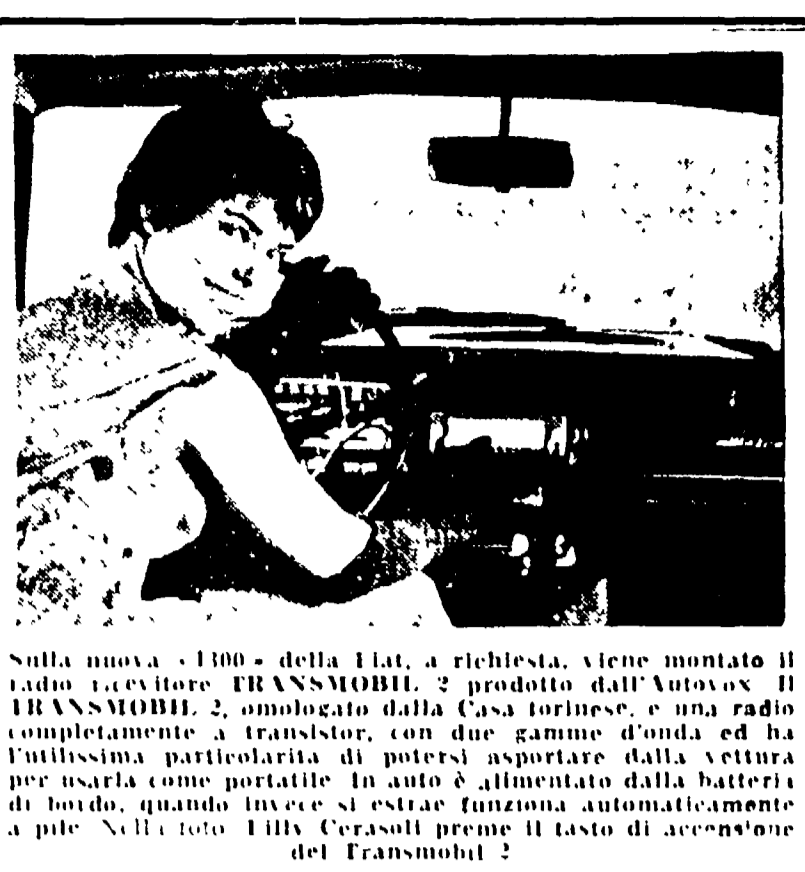 Sulla nuova « 1300 » della Fiat, a richiesta, viene montato il
radio ricevitore TRANSMOBIL 2 prodotto dall'Autovox Il
TRANSMOBIL 2, omologato dalla Casa torinese, e una radio
completamente a transistor, con due gamme d'onda ed ha
l'utilissima particolarita di potersi asportare dalla vettura
per usarla come portatile In auto è alimentato dalla batteria
di bordo, quando invece si estrae funziona automaticamente
a pile Nella foto Lilly Cerasoli preme il tasto di accensione
del Transmobil 2